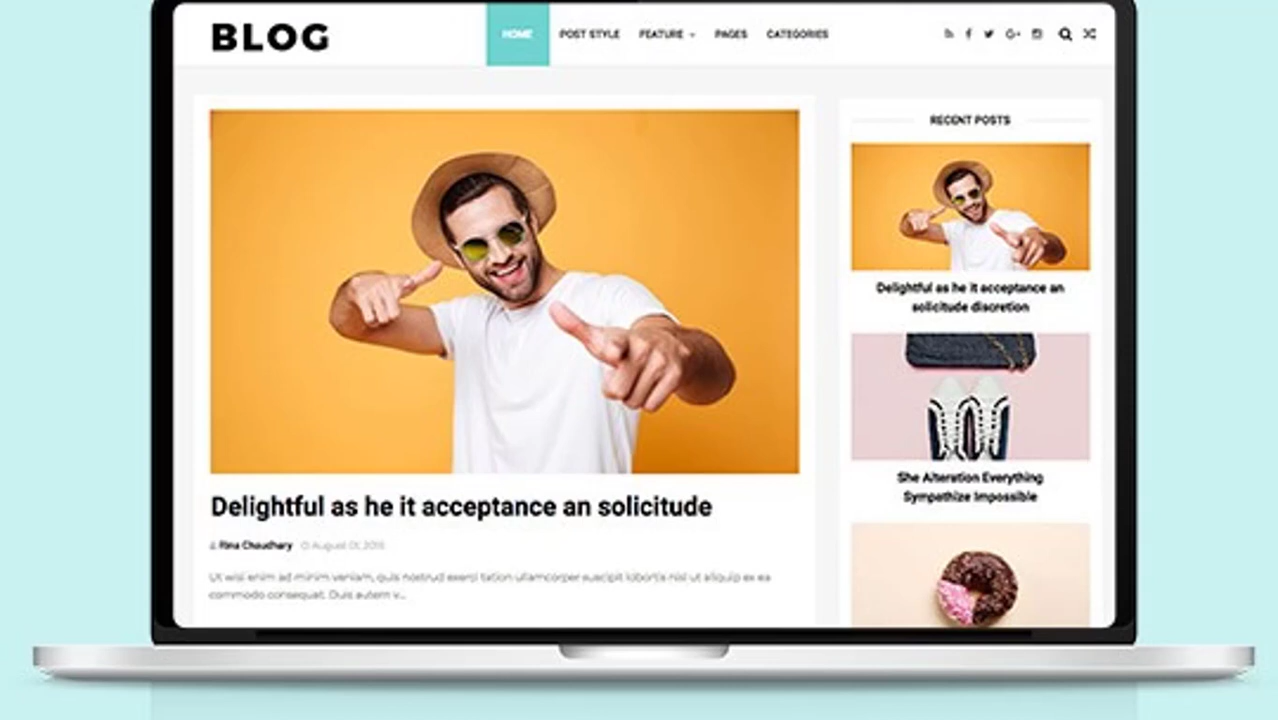 BLOG
HOME
POST STYLE
FEATURE
PAGES
CATEGORIES
RECENT POSTS
Delightful as he it acceptance an
solicitude discretion
She Alteration Everything
Sympathize Impossible
Delightful as he it acceptance an solicitude
Rina Chaudhary August 01, 2018
Ut wisi enim ad minim veniam, quis nostrud exerci tation ullamcorper suscipit lobortis nisl ut aliquip ex ea
commodo consequat. Duis autem v...